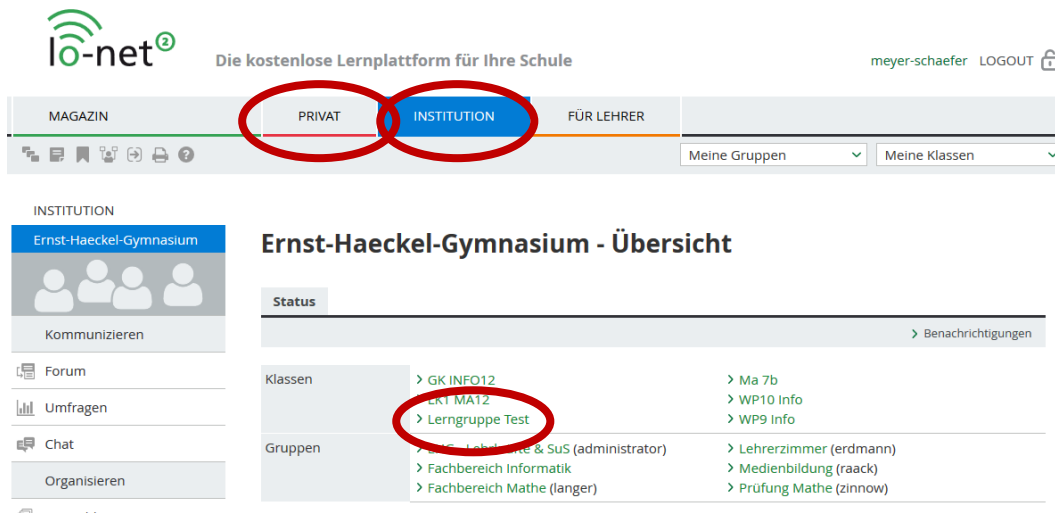 lo-net²
Die kostenlose Lernplattform für Ihre Schule
meyer-schaefer LOGOUT
MAGAZIN PRIVAT INSTITUTION FÜR LEHRER
Meine Gruppen Meine Klassen
INSTITUTION
Ernst-Haeckel-Gymnasium
Ernst-Haeckel-Gymnasium - Übersicht
Status
Kommunizieren
> Benachrichtigungen
Forum
Klassen
> GK INFO12 > Ma 7b
> LK1 MA12 > WP10 Info
Umfragen
> Lerngruppe Test > WP9 Info
Chat
Gruppen
& SuS (administrator) > Lehrerzimmer (erdmann)
> Fachbereich Informatik > Medienbildung (raack)
Organisieren
> Fachbereich Mathe (langer) > Prüfung Mathe (zinnow)